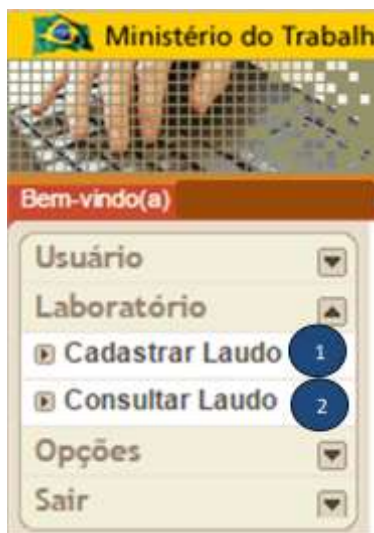 Ministério do Trabalh
Bem-vindo(a)
Usuário
Laboratório
Cadastrar Laudo 1
Consultar Laudo 2
Opções
Sair